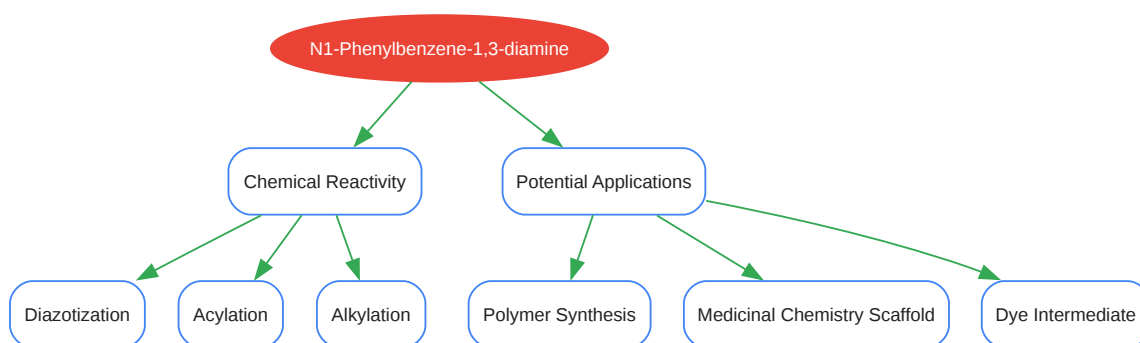 N1-Phenylbenzene-1,3-diamine
Chemical Reactivity
Potential Applications
Diazotization
Acylation
Alkylation
Polymer Synthesis
Medicinal Chemistry Scaffold
Dye Intermediate